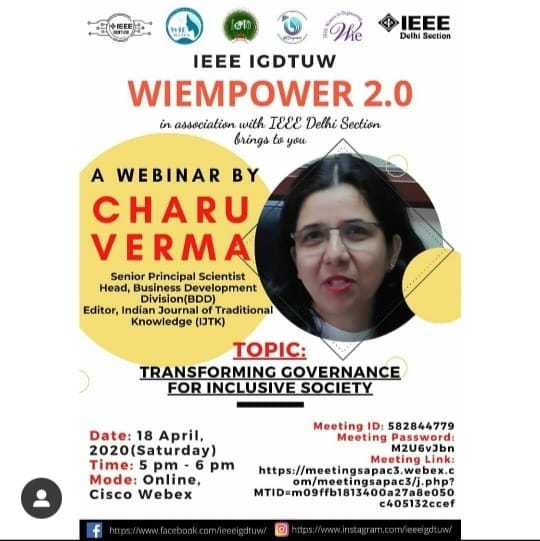 IEEE
IGDTUW
WIE
Wie
IEEE
Delhi Section
IEEE IGDTUW
WIEMPOWER 2.0
in association with IEEE Delhi Section
brings to you
A WEBINAR BY
CHARU
VERMA
Senior Principal Scientist
Head, Business Development
Division(BDD)
Editor, Indian Journal of Traditional
Knowledge (IJTK)
TOPIC:
TRANSFORMING GOVERNANCE
FOR INCLUSIVE SOCIETY
Date: 18 April,
2020(Saturday)
Time: 5 pm - 6 pm
Mode: Online,
Cisco Webex
Meeting ID: 582844779
Meeting Password:
M2U6vJbn
Meeting Link:
https://meetingsapac3.webex.c
om/meetingsapac3/j.php?
MTID=m09ffb1813400a27a8e050
c405132ccef
https://www.facebook.com/ieeeigdtuw/
https://www.instagram.com/ieeeigdtuw/